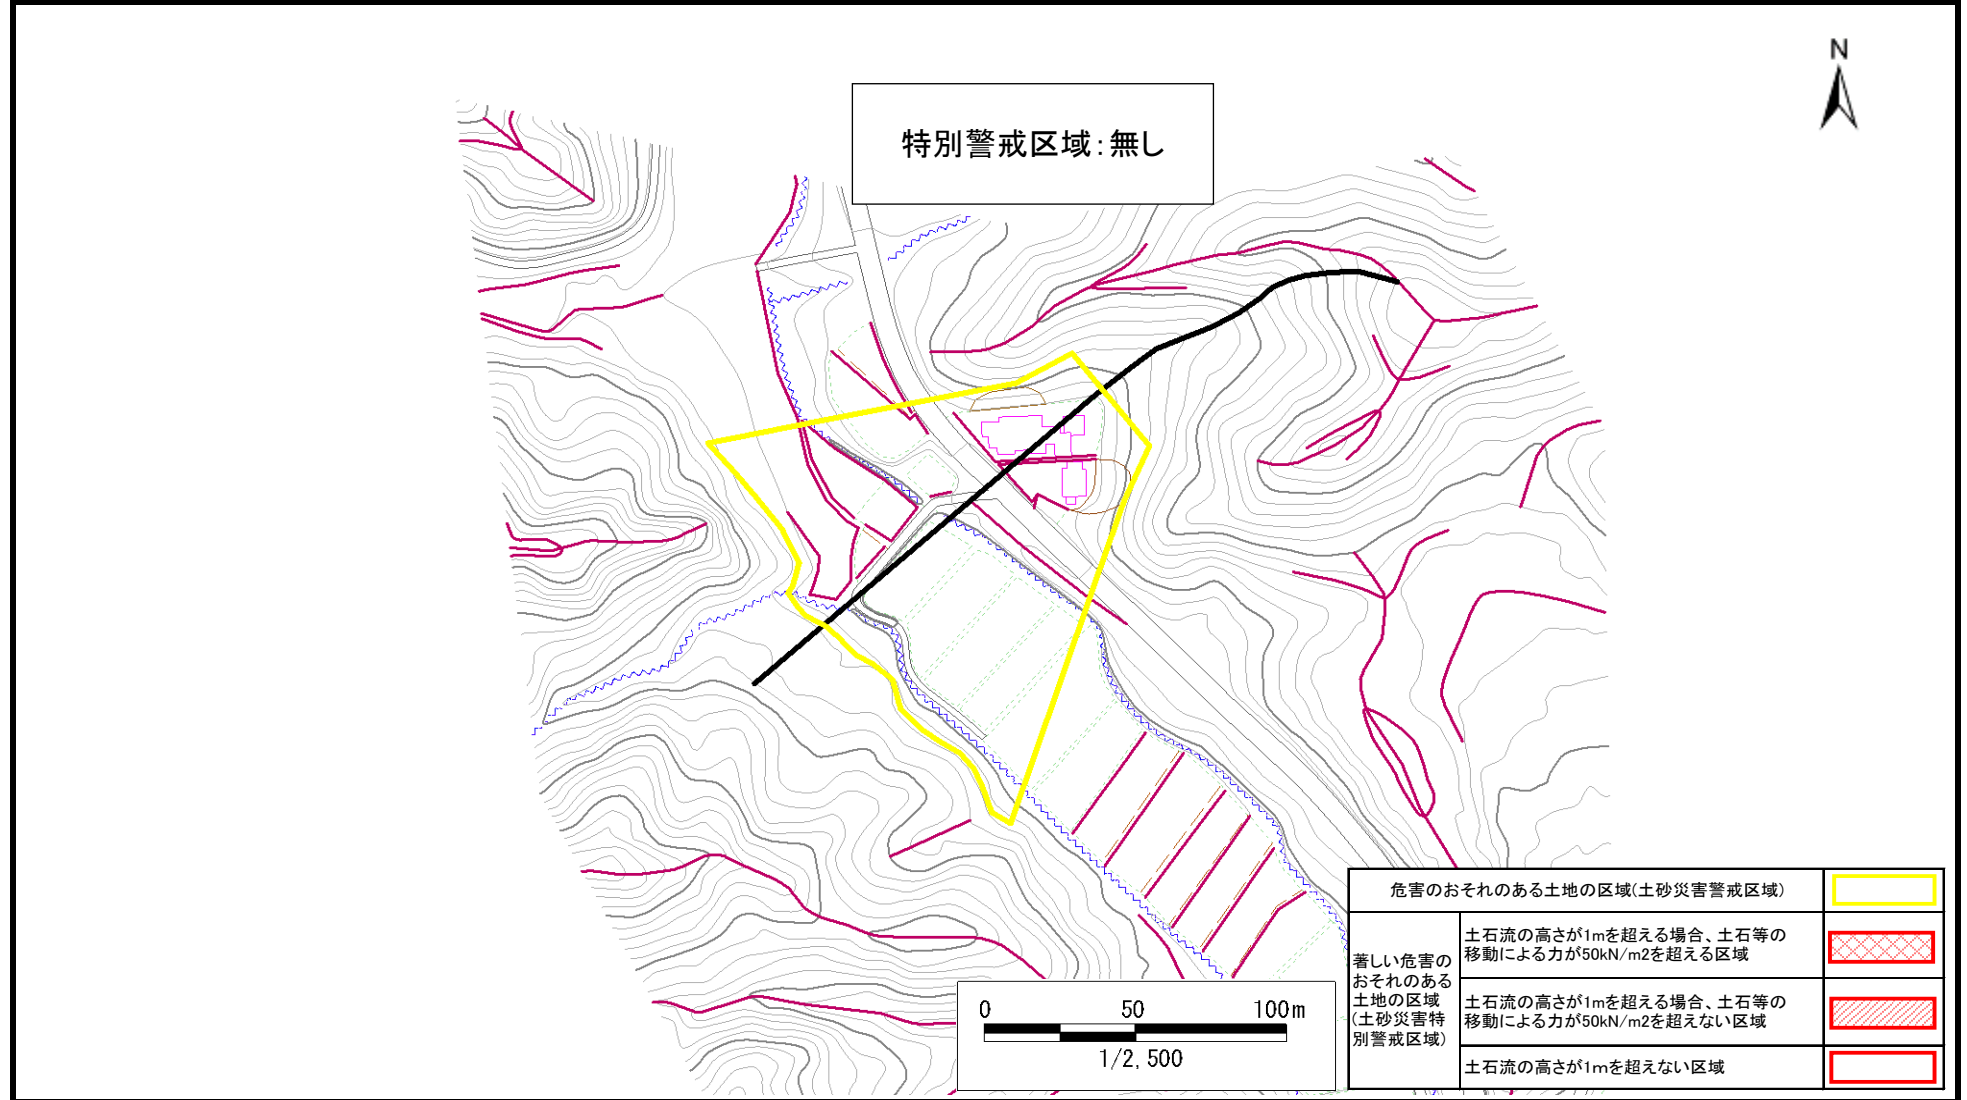 N
特別警戒区域：無し
危害のおそれのある土地の区域(土砂災害警戒区域)
著しい危害の
おそれのある
土地の区域
(土砂災害特
別警戒区域)
土石流の高さが1mを超える場合、土石等の
移動による力が50kN/m2を超える区域
土石流の高さが1mを超える場合、土石等の
移動による力が50kN/m2を超えない区域
土石流の高さが1mを超えない区域
0 50 100m
1/2,500